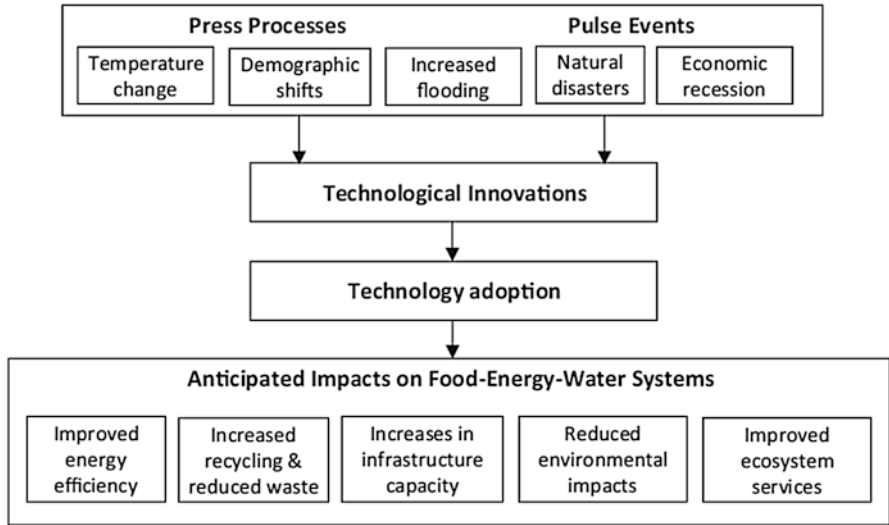 Press Processes
Pulse Events
Temperature
change
Demographic
shifts
Increased
flooding
Natural
disasters
Economic
recession
Technological Innovations
Technology adoption
Anticipated Impacts on Food-Energy-Water Systems
Improved
energy
efficiency
Increased
recycling &
reduced waste
Increases in
infrastructure
capacity
Reduced
environmental
impacts
Improved
ecosystem
services